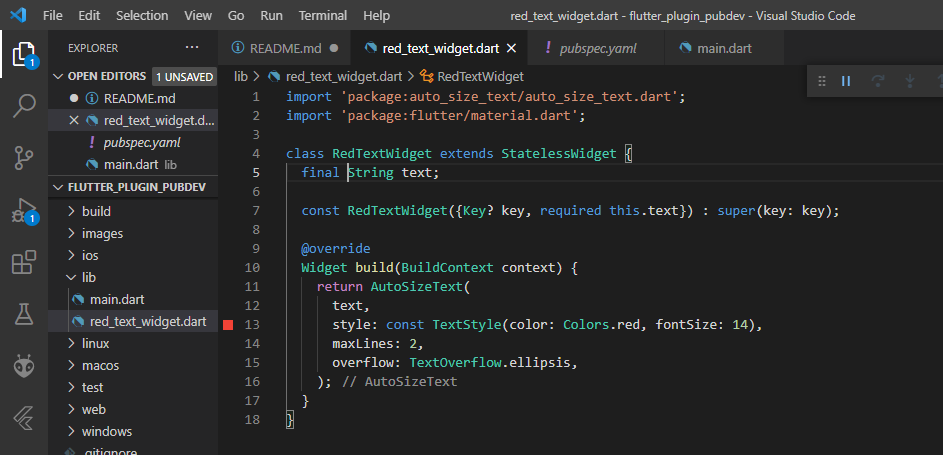 File Edit Selection View Go Run Terminal Help red_text_widget.dart - flutter_plugin_pubdev - Visual Studio Code
EXPLORER ···
OPEN EDITORS 1 UNSAVED
README.md
red_text_widget.d...
pubspec.yaml
main.dart lib
FLUTTER_PLUGIN_PUBDEV
build
images
ios
lib
main.dart
red_text_widget.dart
linux
macos
test
web
windows
.gitignore
1
1
README.md red_text_widget.dart pubspec.yaml main.dart
lib > red_text_widget.dart > RedTextWidget
1 import 'package:auto_size_text/auto_size_text.dart';
2 import 'package:flutter/material.dart';
3
4 class RedTextWidget extends StatelessWidget {
5 final String text;
6
7 const RedTextWidget({Key? key, required this.text}) : super(key: key);
8
9 @override
10 Widget build(BuildContext context) {
11 return AutoSizeText(
12 text,
13 style: const TextStyle(color: Colors.red, fontSize: 14),
14 maxLines: 2,
15 overflow: TextOverflow.ellipsis,
16 ); // AutoSizeText
17 }
18 }